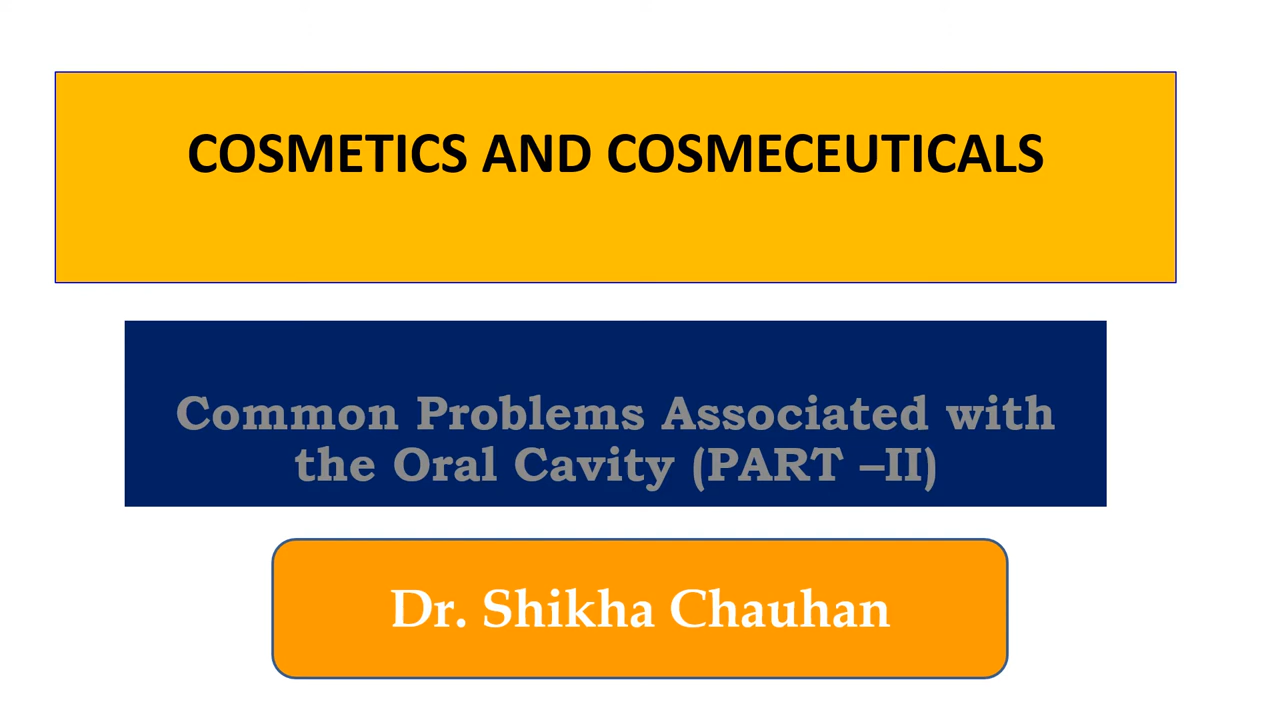 COSMETICS AND COSMECEUTICALS
Common Problems Associated with
the Oral Cavity (PART –II)
Dr. Shikha Chauhan